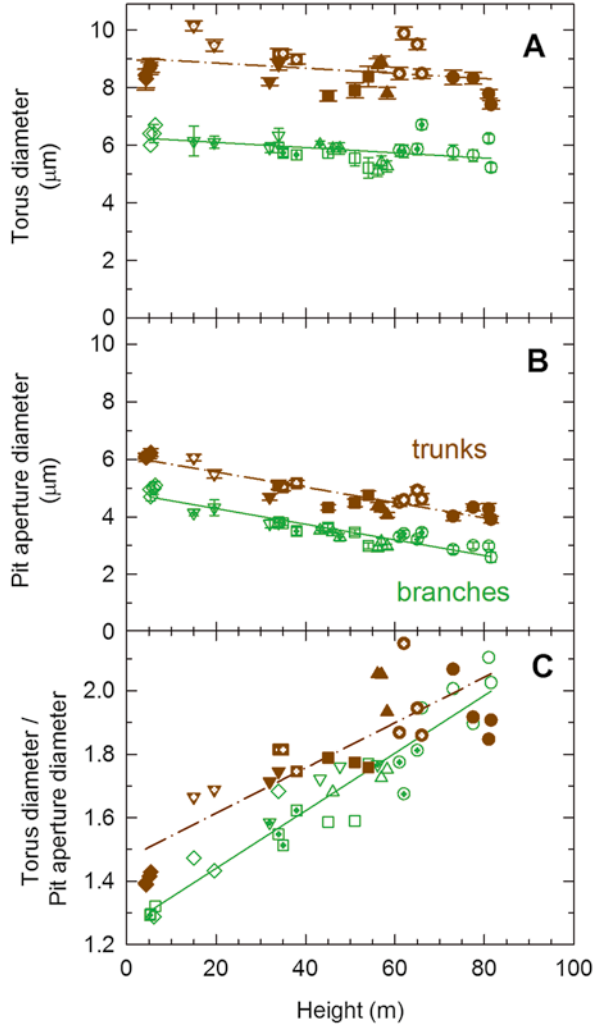 A
10
8
6
4
2
0
Torus diameter
(μm)
B
10
8
6
4
2
Pit aperture diameter
(μm)
trunks
branches
0
C
2.0
1.8
1.6
1.4
1.2
Torus diameter /
Pit aperture diameter
0 20 40 60 80 100
Height (m)